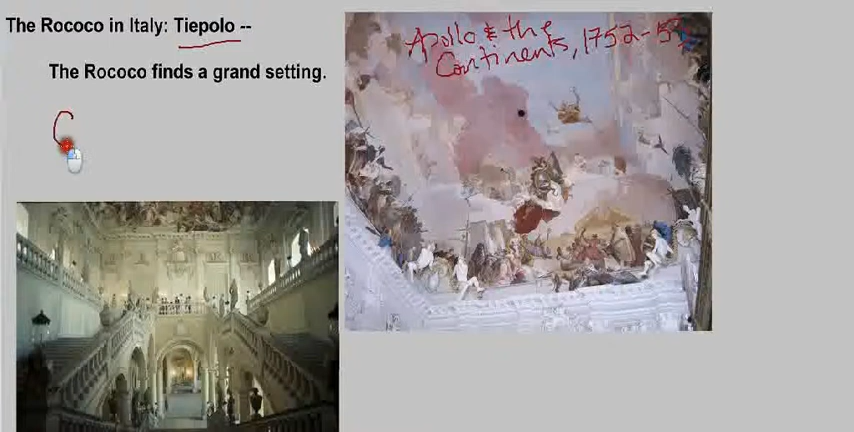 The Rococo in Italy: Tiepolo --
The Rococo finds a grand setting.
Apollo & the
Continents, 1752-53
C